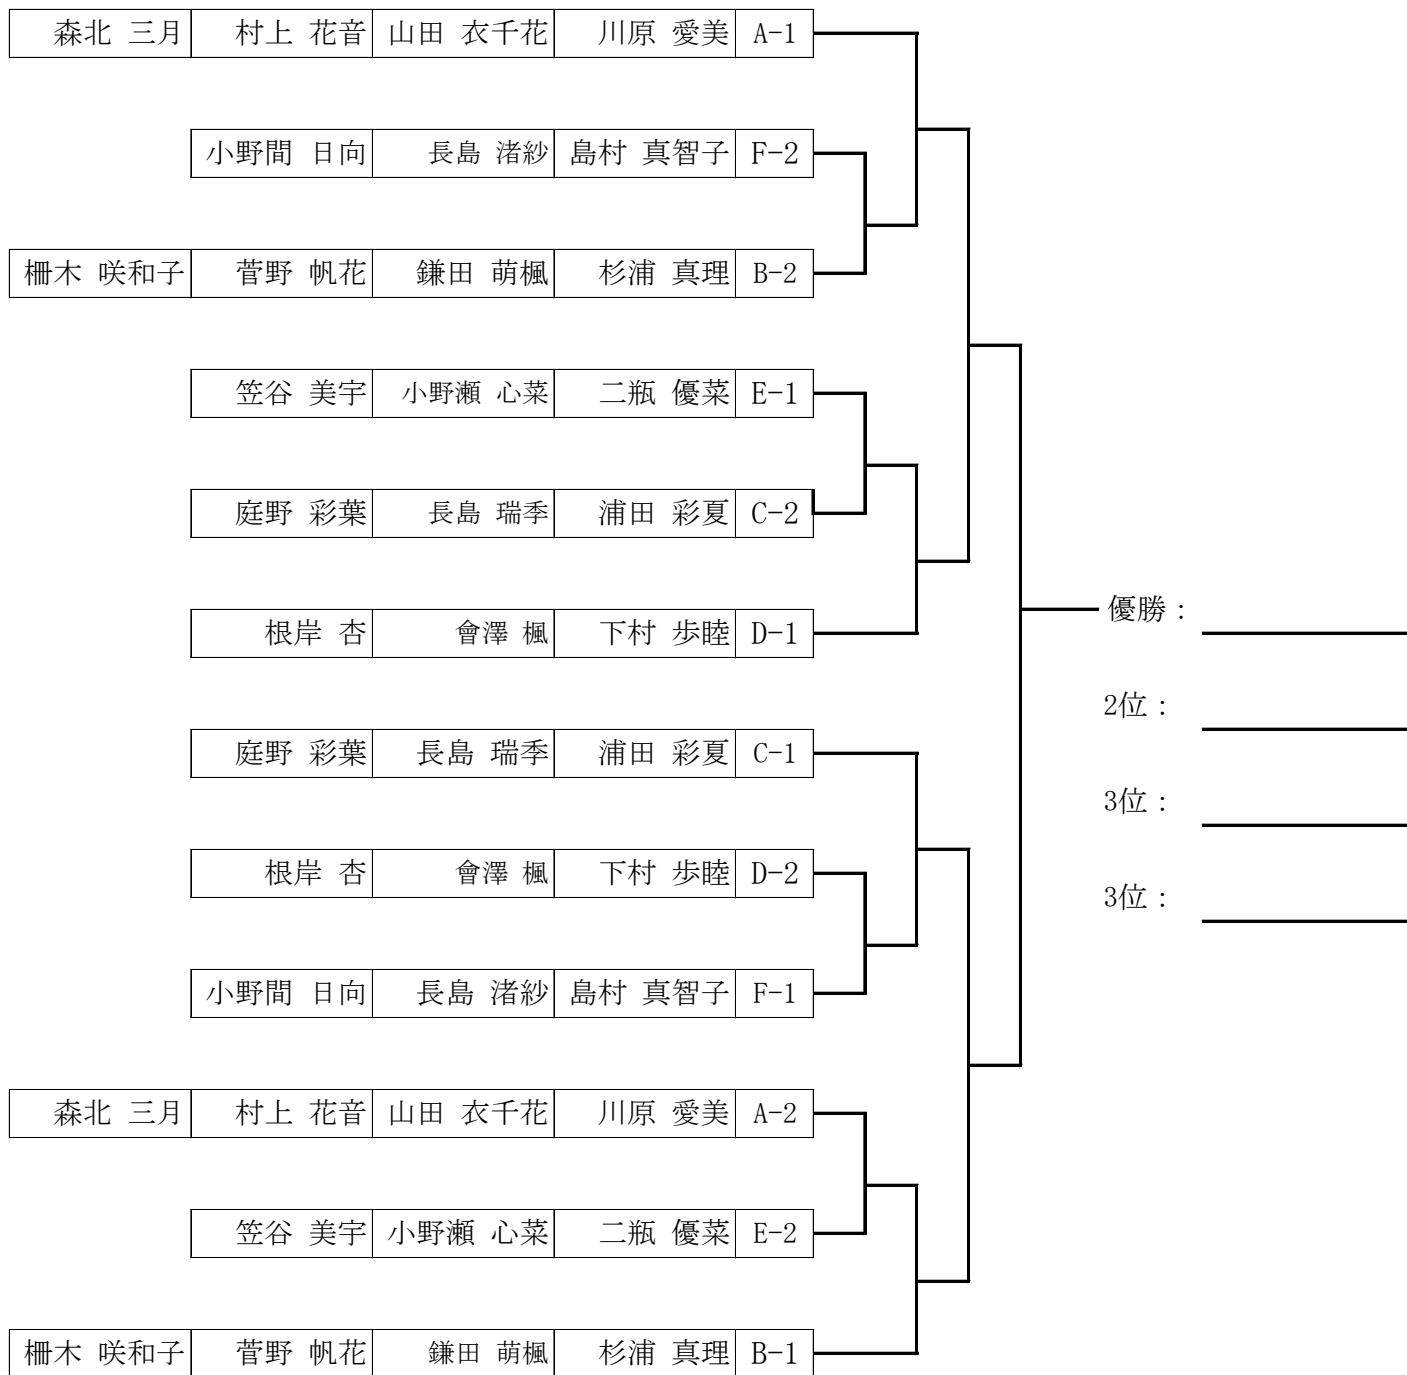 森北 三月 村上 花音 山田 衣千花 川原 愛美 A-1
小野間 日向 長島 渚紗 島村 真智子 F-2
柵木 咲和子 菅野 帆花 鎌田 萌楓 杉浦 真理 B-2
笠谷 美宇 小野瀬 心菜 二瓶 優菜 E-1
庭野 彩葉 長島 瑞季 浦田 彩夏 C-2
根岸 杏 會澤 楓 下村 歩睦 D-1
優勝：
2位：
庭野 彩葉 長島 瑞季 浦田 彩夏 C-1
3位：
根岸 杏 會澤 楓 下村 歩睦 D-2
3位：
小野間 日向 長島 渚紗 島村 真智子 F-1
森北 三月 村上 花音 山田 衣千花 川原 愛美 A-2
笠谷 美宇 小野瀬 心菜 二瓶 優菜 E-2
柵木 咲和子 菅野 帆花 鎌田 萌楓 杉浦 真理 B-1